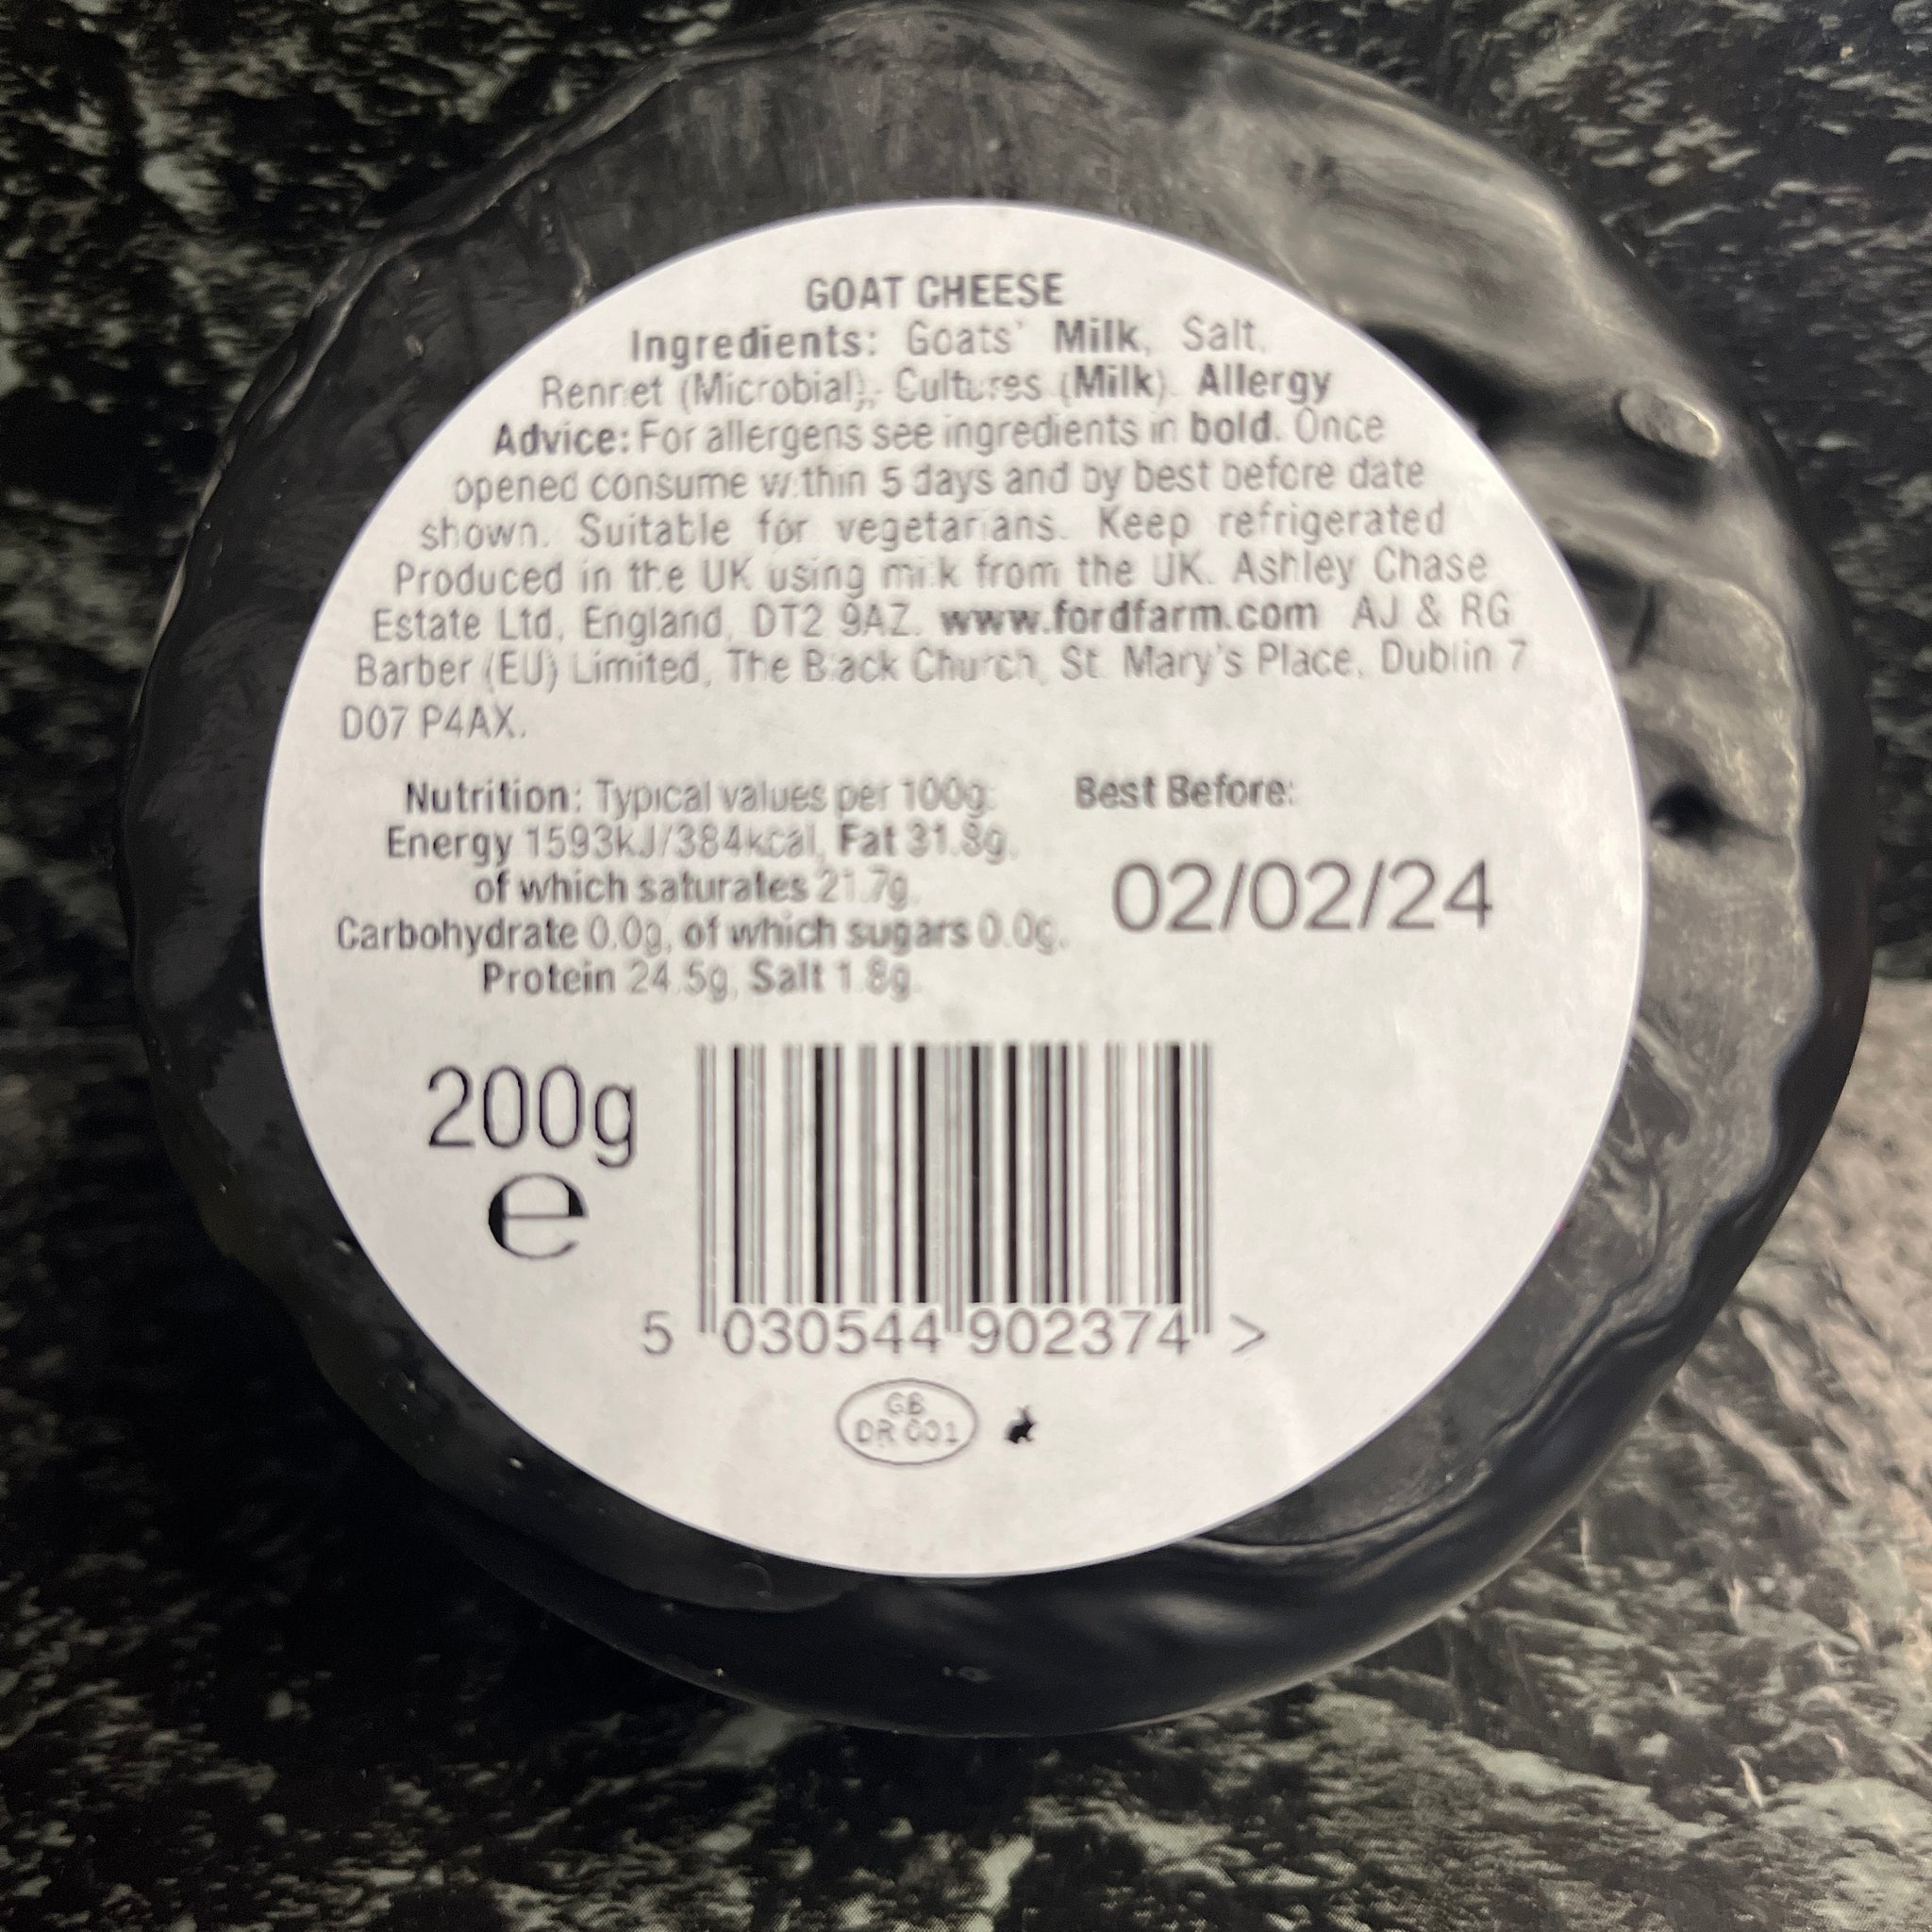 GOAT CHEESE
Ingredients: Goats' Milk, Salt,
Rennet (Microbial), Cultures (Milk). Allergy
Advice: For allergens see ingredients in bold. Once
opened consume within 5 days and by best before date
shown. Suitable for vegetarians. Keep refrigerated
Produced in the UK using milk from the UK. Ashley Chase
Estate Ltd, England, DT2 9AZ. www.fordfarm.com AJ & RG
Barber (EU) Limited, The Black Church, St. Mary's Place, Dublin 7
D07 P4AX.
Nutrition: Typical values per 100g:
Energy 1593kJ/384kcal, Fat 31.8g,
of which saturates 21.7g,
Carbohydrate 0.0g, of which sugars 0.0g,
Protein 24.5g, Salt 1.8g.
Best Before:
02/02/24
200g
e
5 030544 902374 >
GB
DR 001